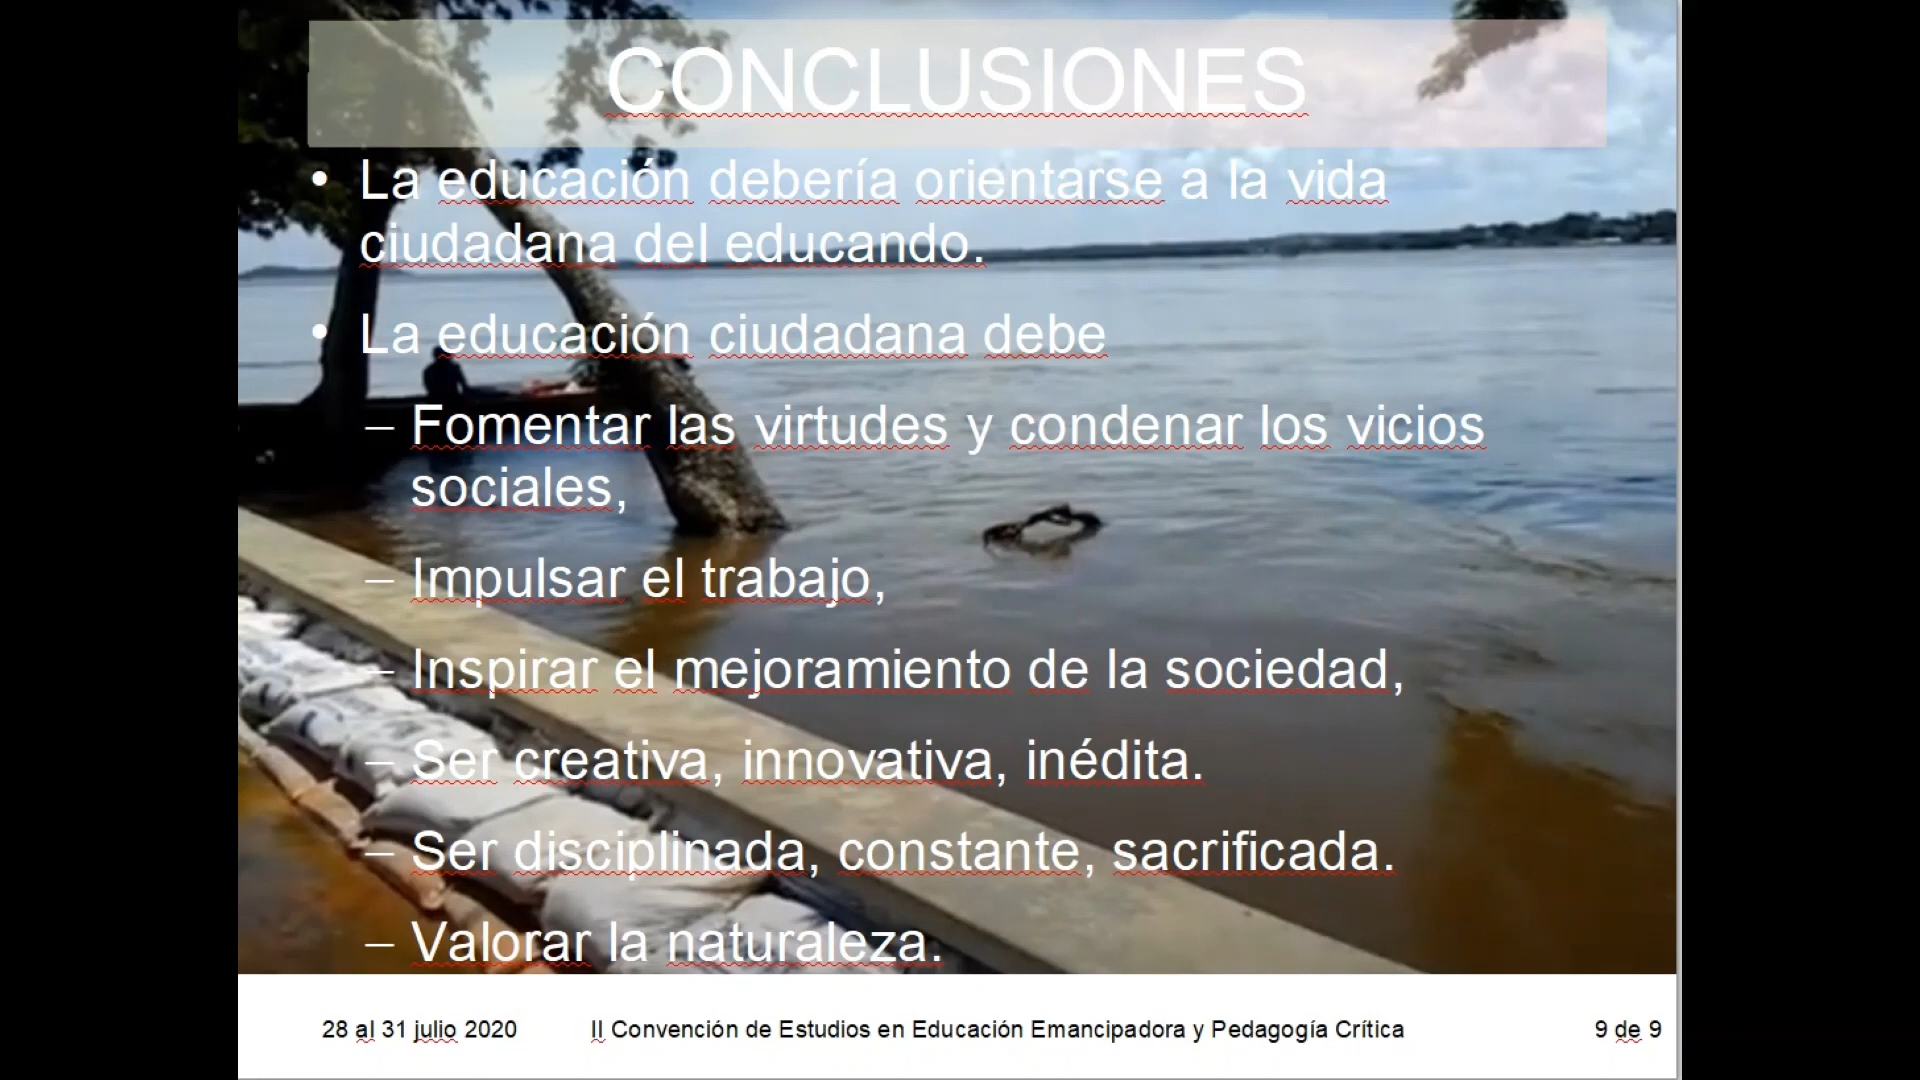 CONCLUSIONES
• La educación debería orientarse a la vida
ciudadana del educando.
• La educación ciudadana debe
– Fomentar las virtudes y condenar los vicios
sociales,
– Impulsar el trabajo,
– Inspirar el mejoramiento de la sociedad,
– Ser creativa, innovativa, inédita.
– Ser disciplinada, constante, sacrificada.
– Valorar la naturaleza.
28 al 31 julio 2020 II Convención de Estudios en Educación Emancipadora y Pedagogía Crítica 9 de 9